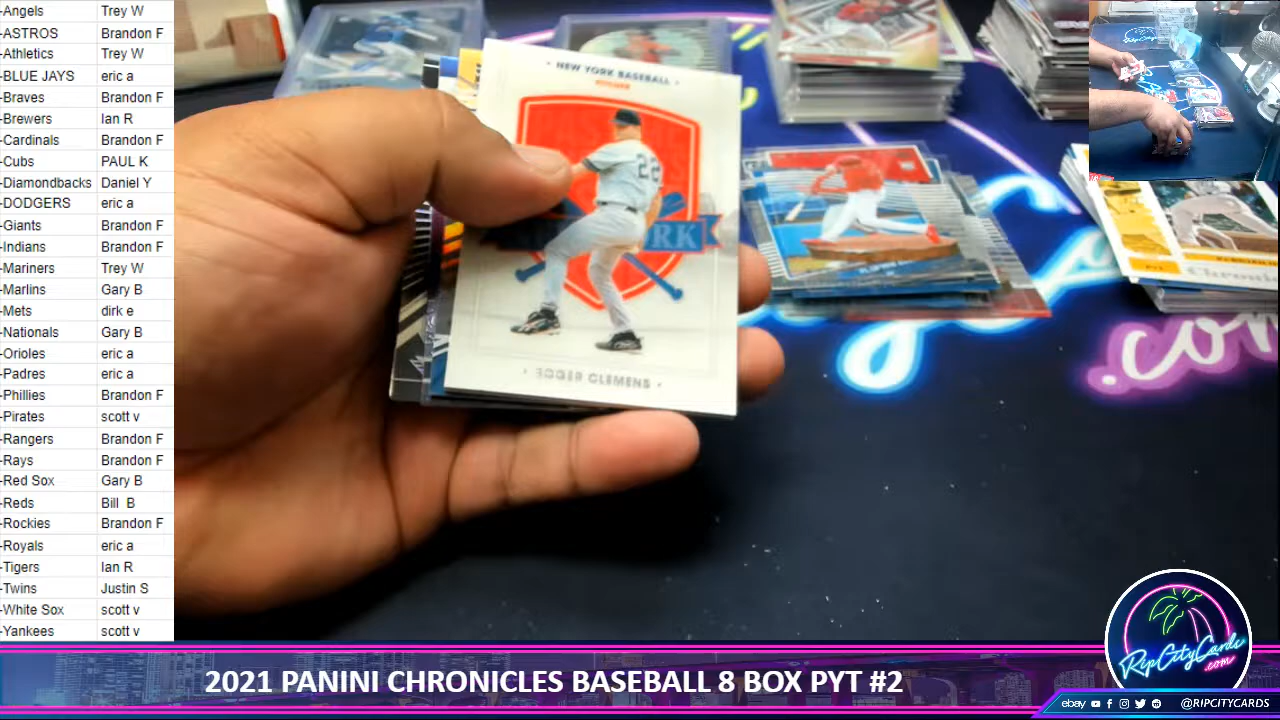 -Angels Trey W
-ASTROS Brandon F
-Athletics Trey W
-BLUE JAYS eric a
-Braves Brandon F
-Brewers Ian R
-Cardinals Brandon F
-Cubs PAUL K
-Diamondbacks Daniel Y
-DODGERS eric a
-Giants Brandon F
-Indians Brandon F
-Mariners Trey W
-Marlins Gary B
-Mets dirk e
-Nationals Gary B
-Orioles eric a
-Padres eric a
-Phillies Brandon F
-Pirates scott v
-Rangers Brandon F
-Rays Brandon F
-Red Sox Gary B
-Reds Bill B
-Rockies Brandon F
-Royals eric a
-Tigers Ian R
-Twins Justin S
-White Sox scott v
-Yankees scott v
NEW YORK BASEBALL
PITCHER
22
RK
ROGER CLEMENS
Chronicles
.com
RipCityCards
.com
2021 PANINI CHRONICLES BASEBALL 8 BOX PYT #2
ebay @RIPCITYCARDS